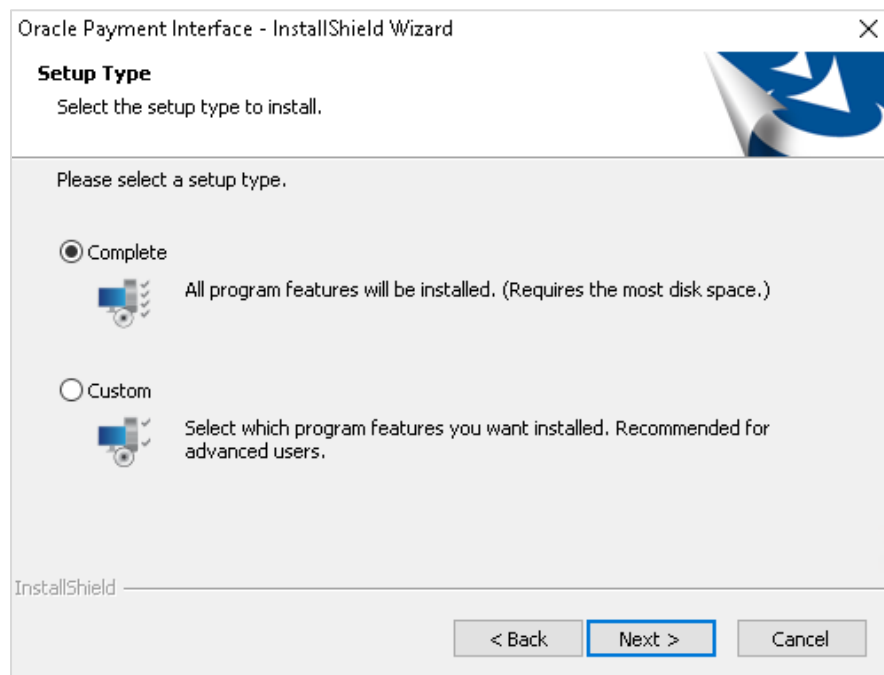 Oracle Payment Interface - InstallShield Wizard
Setup Type
Select the setup type to install.
Please select a setup type.
Complete
All program features will be installed. (Requires the most disk space.)
Custom
Select which program features you want installed. Recommended for
advanced users.
InstallShield
< Back Next > Cancel